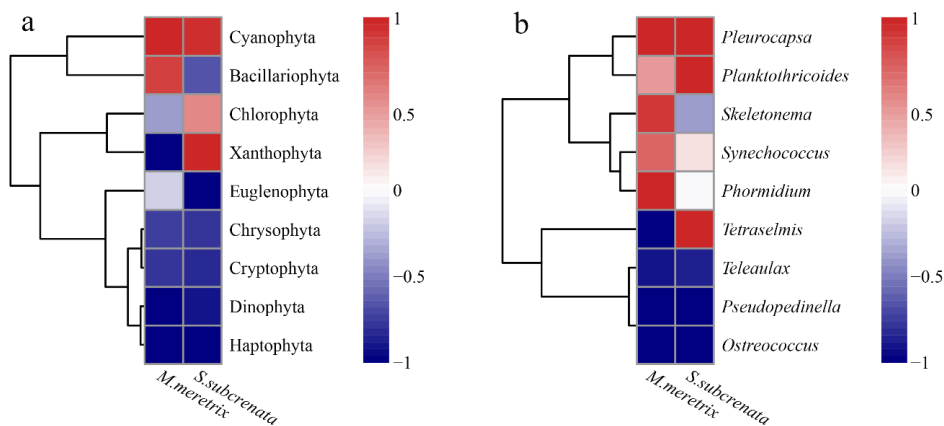 a
Cyanophyta
Bacillariophyta
Chlorophyta
Xanthophyta
Euglenophyta
Chrysophyta
Cryptophyta
Dinophyta
Haptophyta
M.meretrix
S.subcrenata
1
0.5
0
−0.5
−1
b
Pleurocapsa
Planktothricoides
Skeletonema
Synechococcus
Phormidium
Tetraselmis
Teleaulax
Pseudopedinella
Ostreococcus
M.meretrix
S.subcrenata
1
0.5
0
−0.5
−1